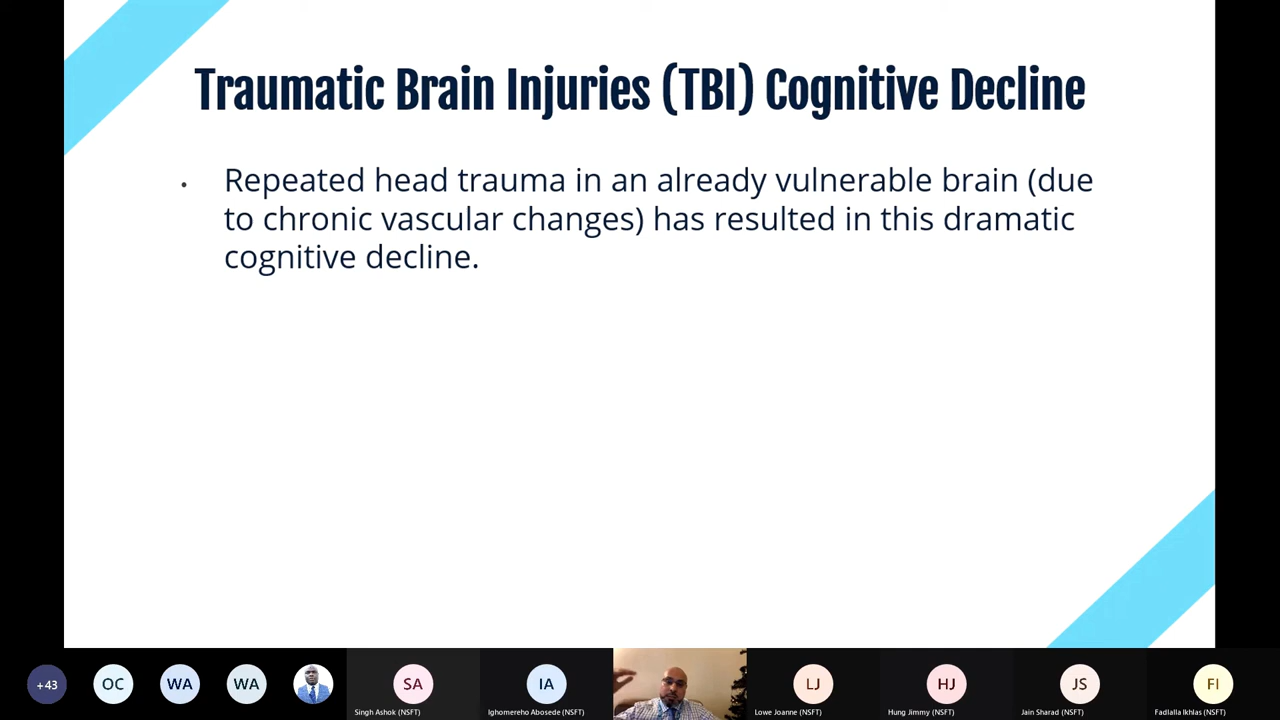 Traumatic Brain Injuries (TBI) Cognitive Decline
• Repeated head trauma in an already vulnerable brain (due
to chronic vascular changes) has resulted in this dramatic
cognitive decline.
+43
OC
WA
WA
SA
IA
LJ
HJ
JS
FI
Singh Ashok (NSFT)
Ighomereho Abosede (NSFT)
Lowe Joanne (NSFT)
Hung Jimmy (NSFT)
Jain Sharad (NSFT)
Fadlalla Ikhlas (NSFT)